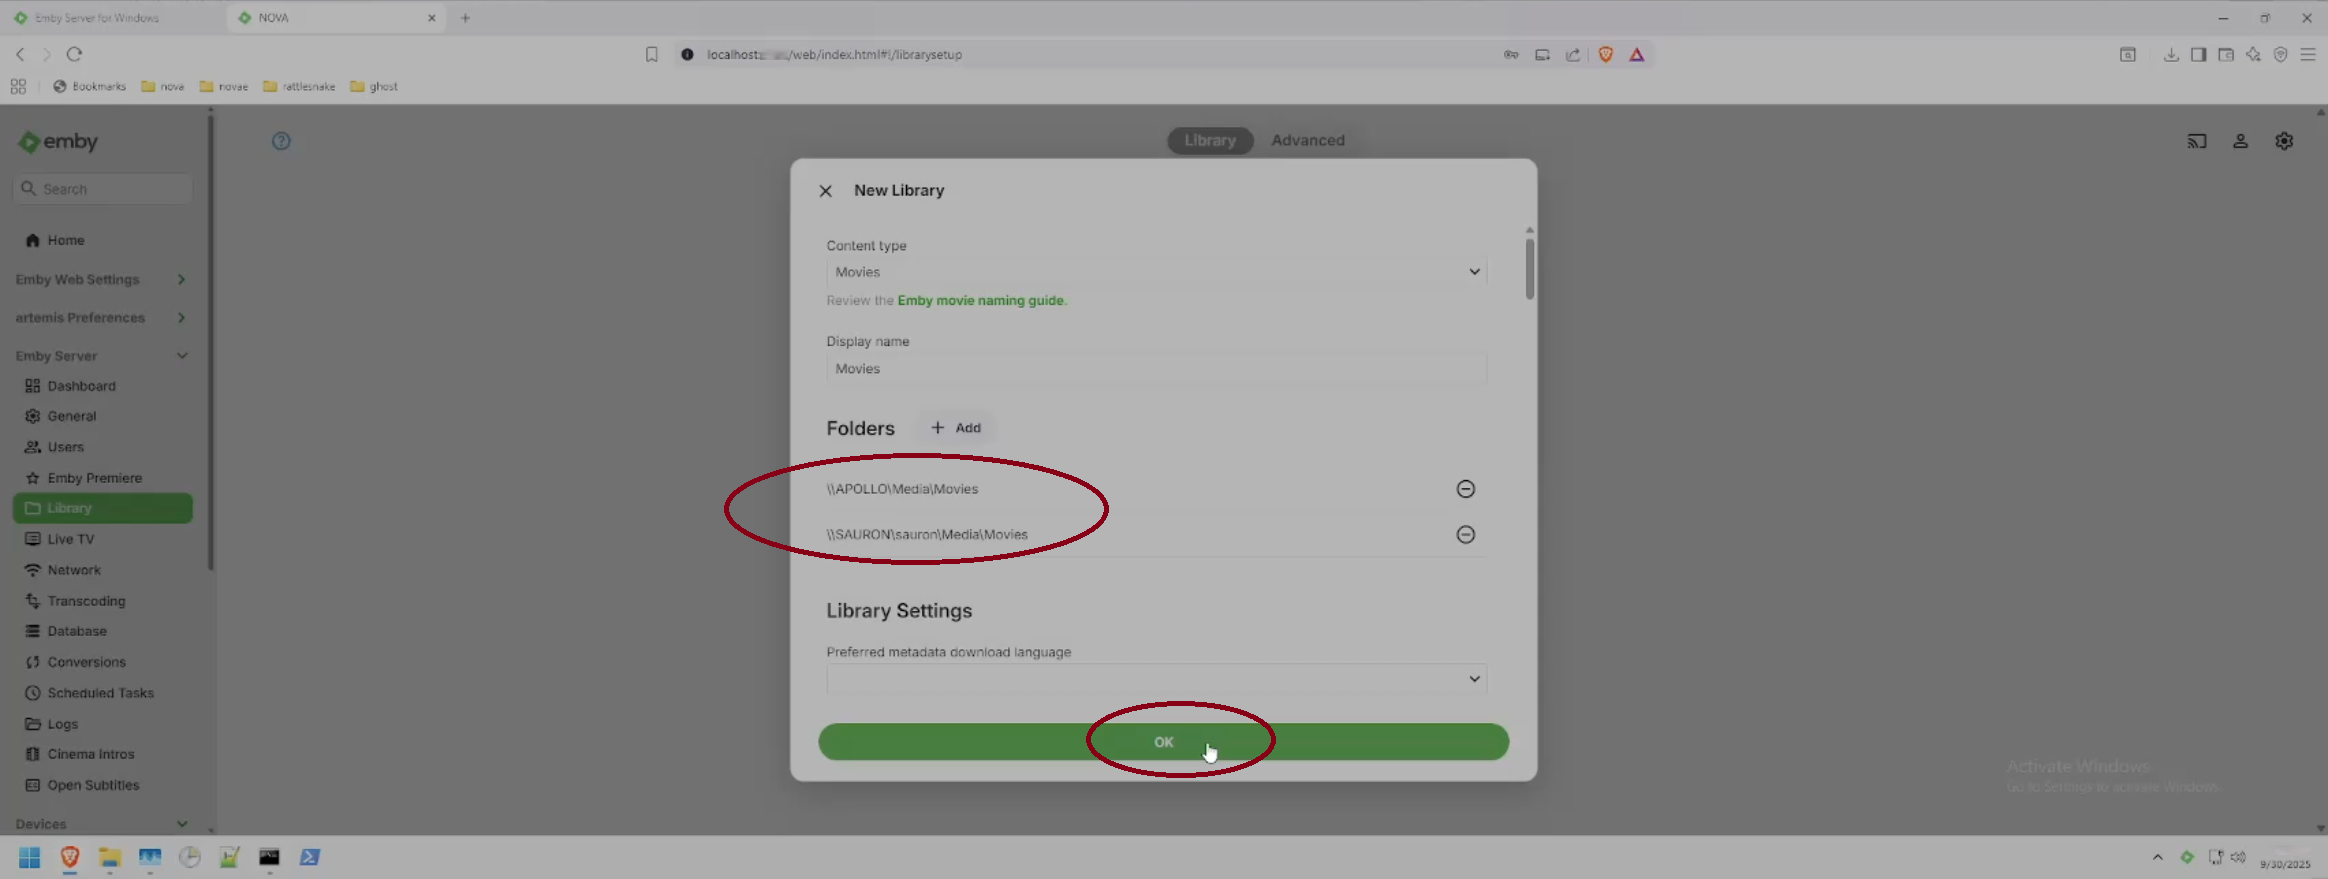 Emby Server for Windows
NOVA
localhost: /web/index.html#!/librarysetup
Bookmarks
nova
novae
rattlesnake
ghost
emby
Library
Advanced
Search
Home
Emby Web Settings
artemis Preferences
Emby Server
Dashboard
General
Users
Emby Premiere
Library
Live TV
Network
Transcoding
Database
Conversions
Scheduled Tasks
Logs
Cinema Intros
Open Subtitles
Devices
New Library
Content type
Movies
Review the Emby movie naming guide.
Display name
Movies
Folders
Add
\\APOLLO\Media\Movies
\\SAURON\sauron\Media\Movies
Library Settings
Preferred metadata download language
OK
Activate Windows
Go to Settings to activate Windows.
9/30/2025